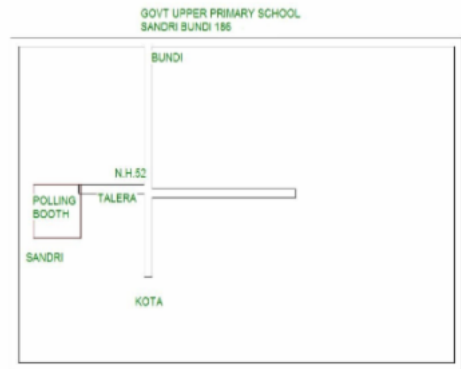 GOVT UPPER PRIMARY SCHOOL
SANDRI BUNDI 186
BUNDI
N.H.52
POLLING
BOOTH
TALERA
SANDRI
KOTA